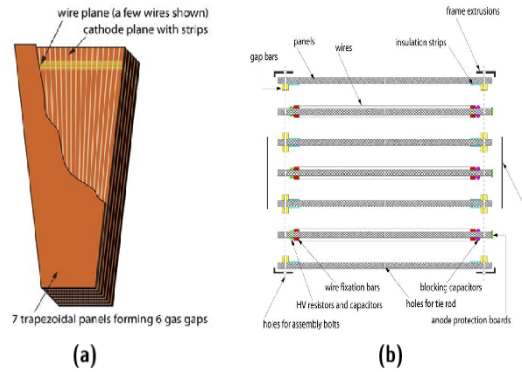 wire plane (a few wires shown)
cathode plane with strips
7 trapezoidal panels forming 6 gas gaps
(a)
frame extrusions
panels
insulation strips
wires
gap bars
wire fixation bars
blocking capacitors
HV resistors and capacitors
holes for tie rod
holes for assembly bolts
anode protection boards
(b)